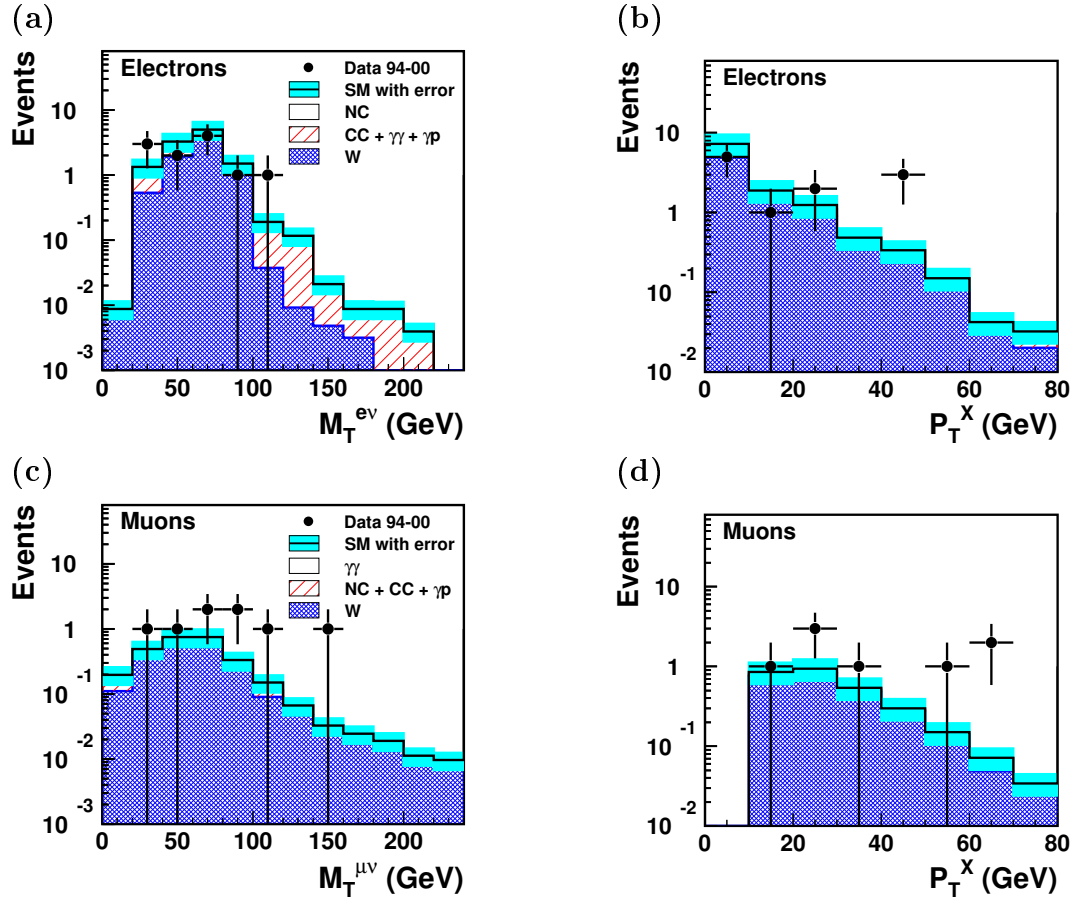 (a)
Electrons
Data 94-00
SM with error
NC
CC + γγ + γp
W
Events
10
1
10^-1
10^-2
10^-3
0 50 100 150 200
M_T^eν (GeV)
(b)
Electrons
Events
10
1
10^-1
10^-2
0 20 40 60 80
P_T^X (GeV)
(c)
Muons
Data 94-00
SM with error
γγ
NC + CC + γp
W
Events
10
1
10^-1
10^-2
10^-3
0 50 100 150 200
M_T^μν (GeV)
(d)
Muons
Events
10
1
10^-1
10^-2
0 20 40 60 80
P_T^X (GeV)